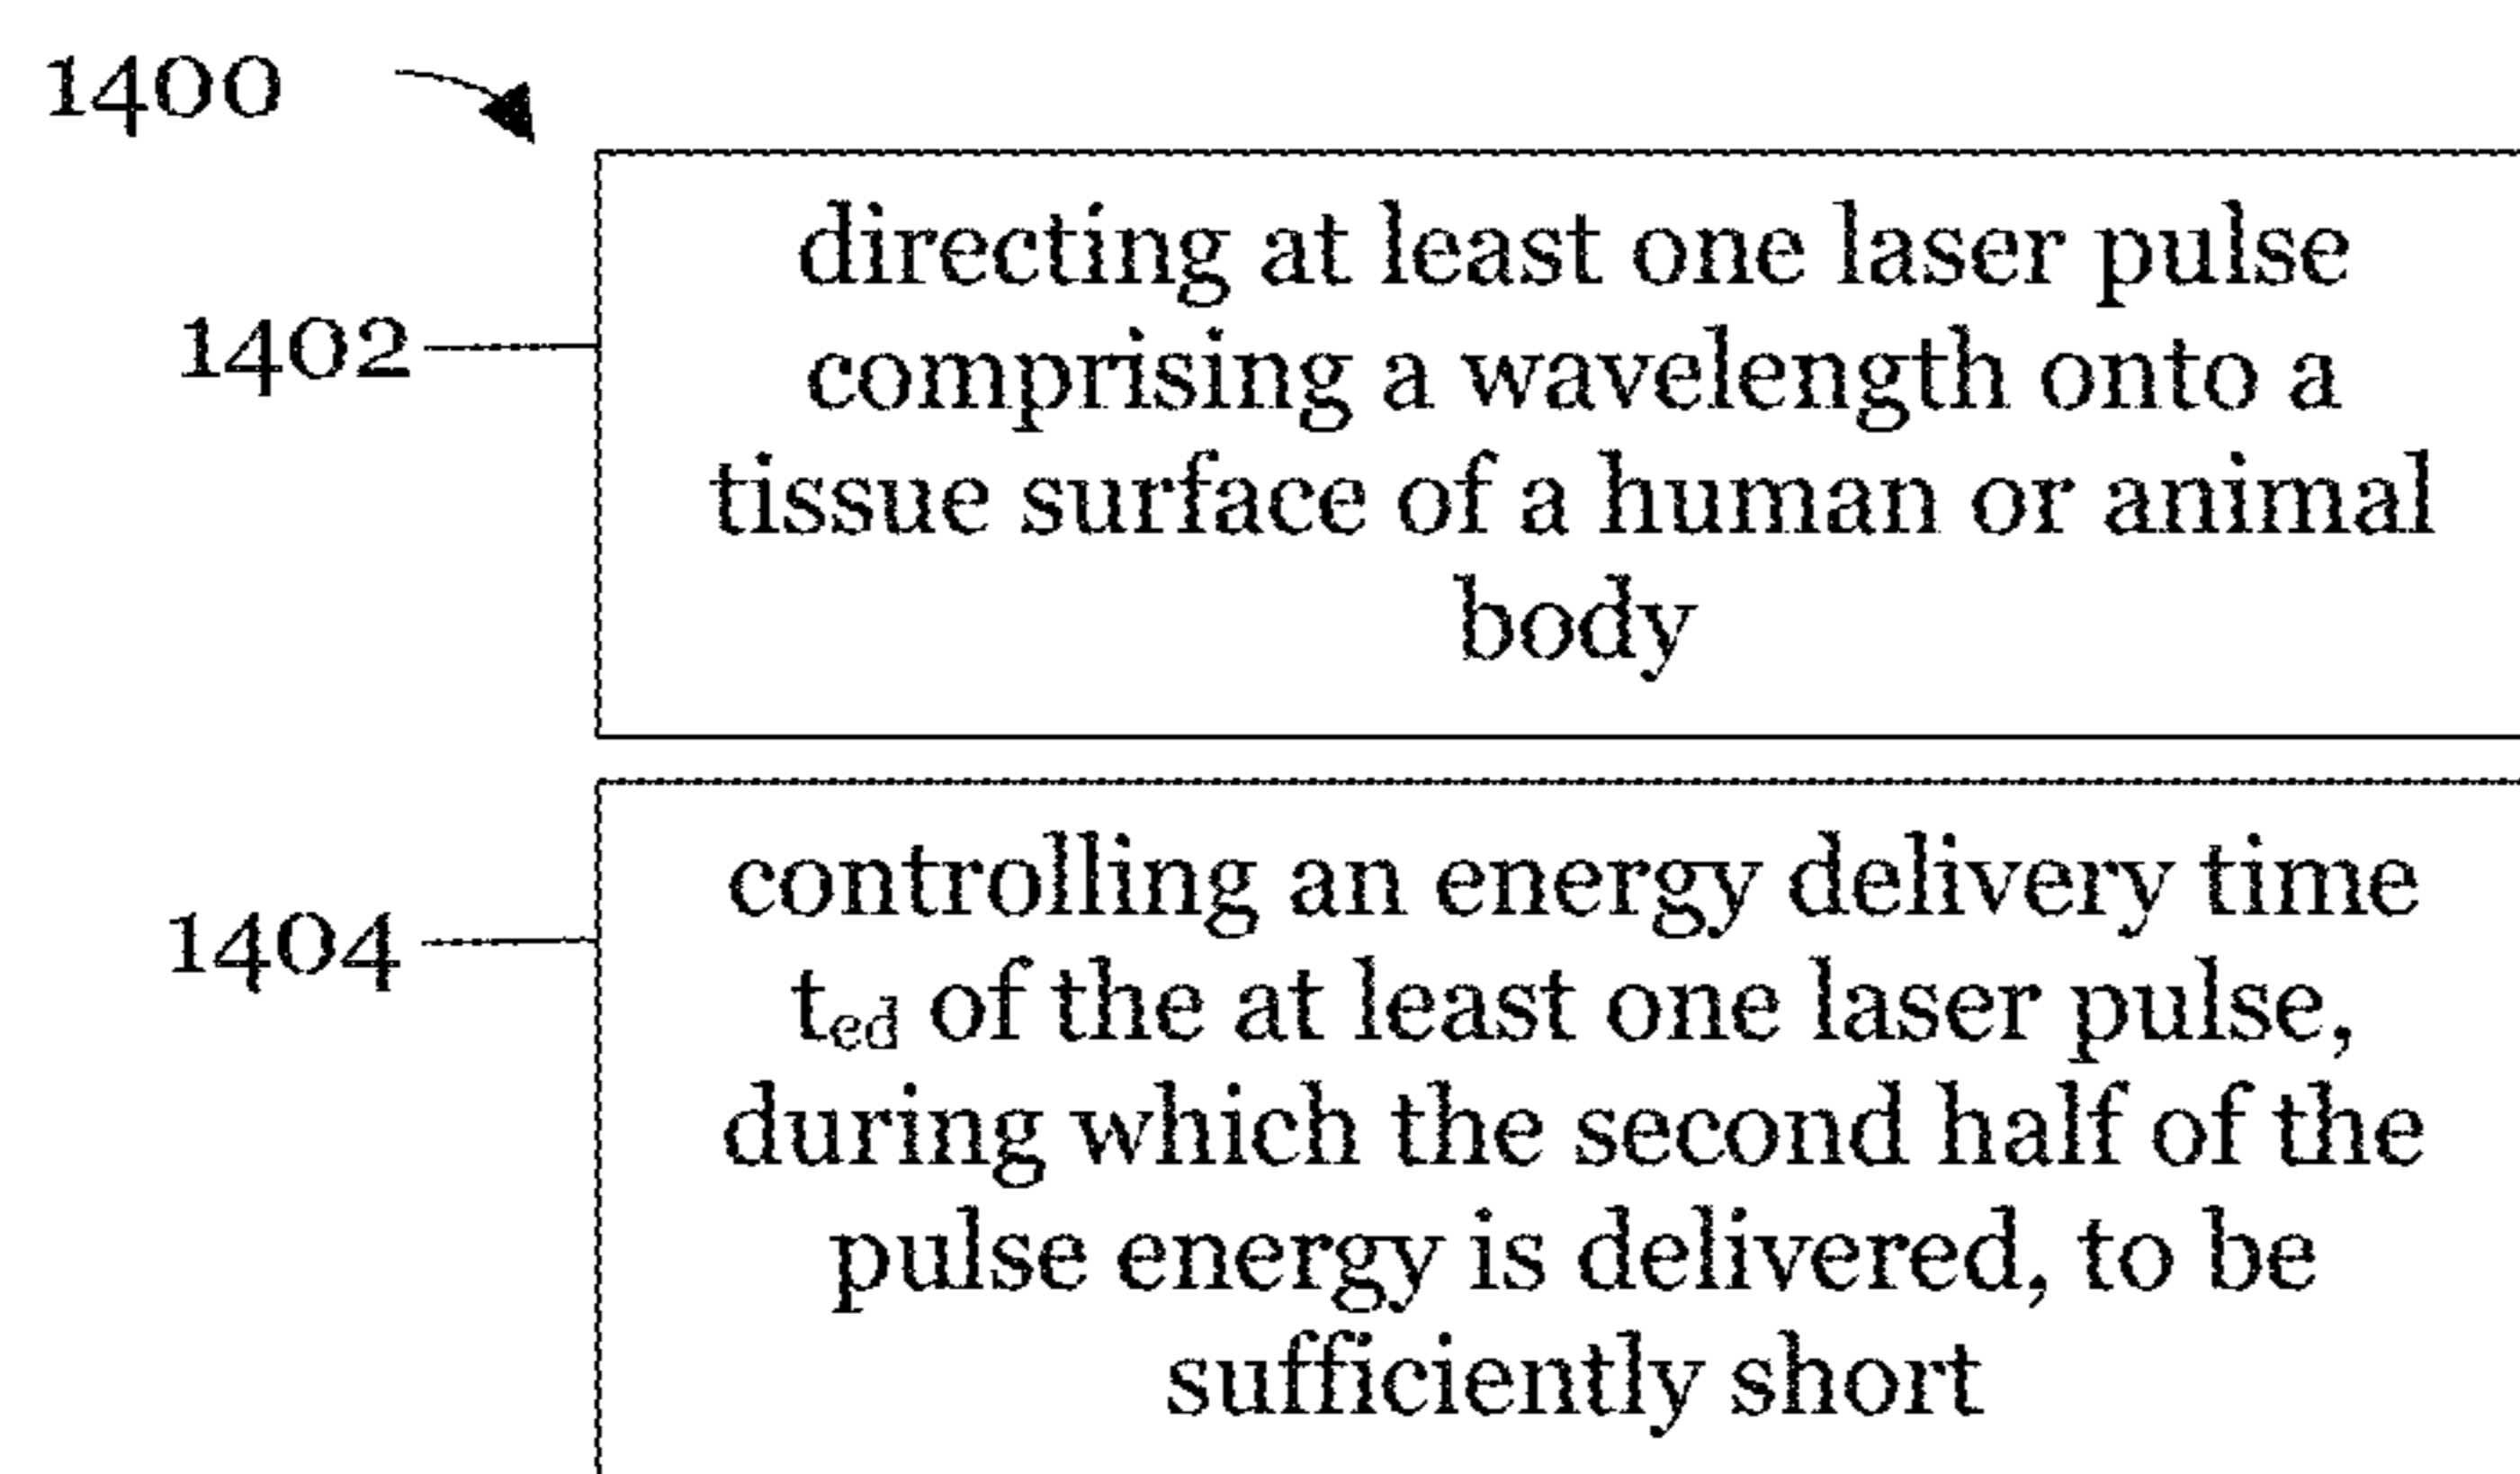 1400
directing at least one laser pulse
1402 comprising a wavelength onto a
tissue surface of a human or animal
body
controlling an energy delivery time
1404
t_ed of the at least one laser pulse,
during which the second half of the
pulse energy is delivered, to be
sufficiently short